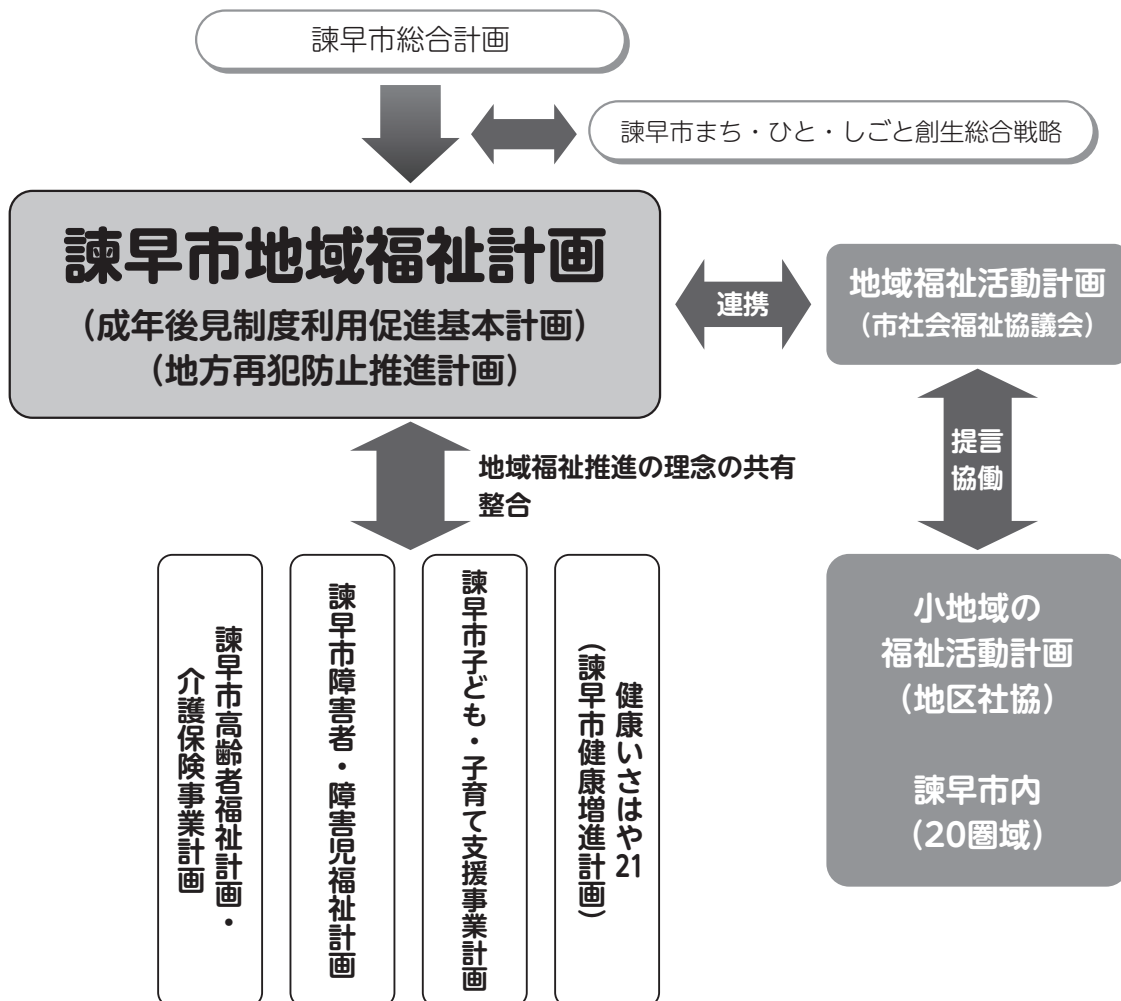 諫早市総合計画
諫早市まち・ひと・しごと創生総合戦略
諫早市地域福祉計画
（成年後見制度利用促進基本計画）
（地方再犯防止推進計画）
連携
地域福祉活動計画
（市社会福祉協議会）
提言
協働
地域福祉推進の理念の共有
整合
諫早市高齢者福祉計画・
介護保険事業計画
諫早市障害者・障害児福祉計画
諫早市子ども・子育て支援事業計画
健康いさはや21
（諫早市健康増進計画）
小地域の
福祉活動計画
（地区社協）
諫早市内
（20圏域）